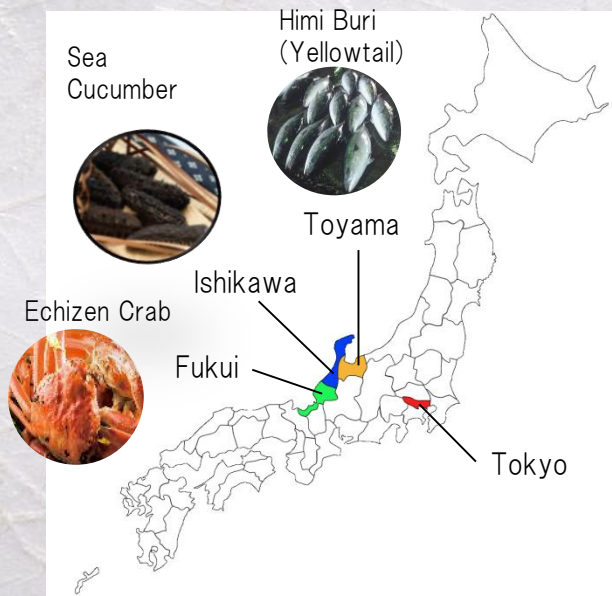 Himi Buri
(Yellowtail)
Sea
Cucumber
Toyama
Ishikawa
Echizen Crab
Fukui
Tokyo